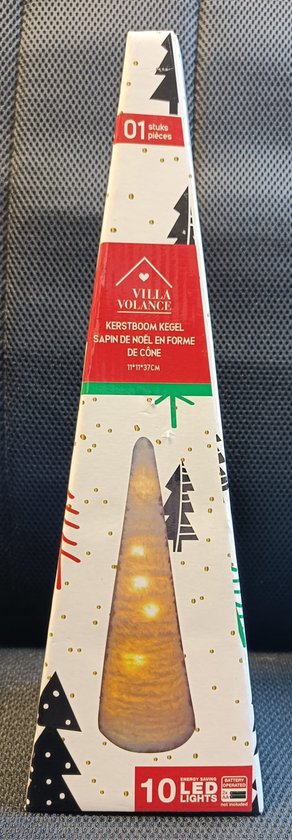 01 stuks
pièces
VILLA
VOLANCE
KERSTBOOM KEGEL
SAPIN DE NOËL EN FORME
DE CÔNE
11*11*37CM
10 ENERGY SAVING
LED
LIGHTS
BATTERY
OPERATED
not included